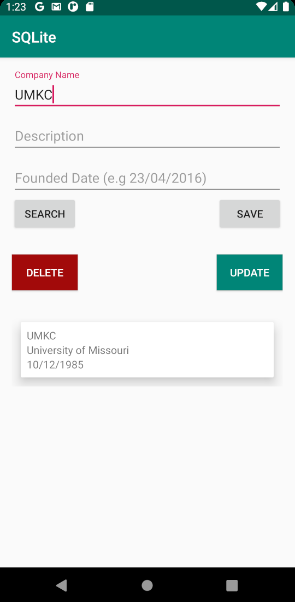 1:23
SQLite
Company Name
UMKC
Description
Founded Date (e.g 23/04/2016)
SEARCH SAVE
DELETE UPDATE
UMKC
University of Missouri
10/12/1985